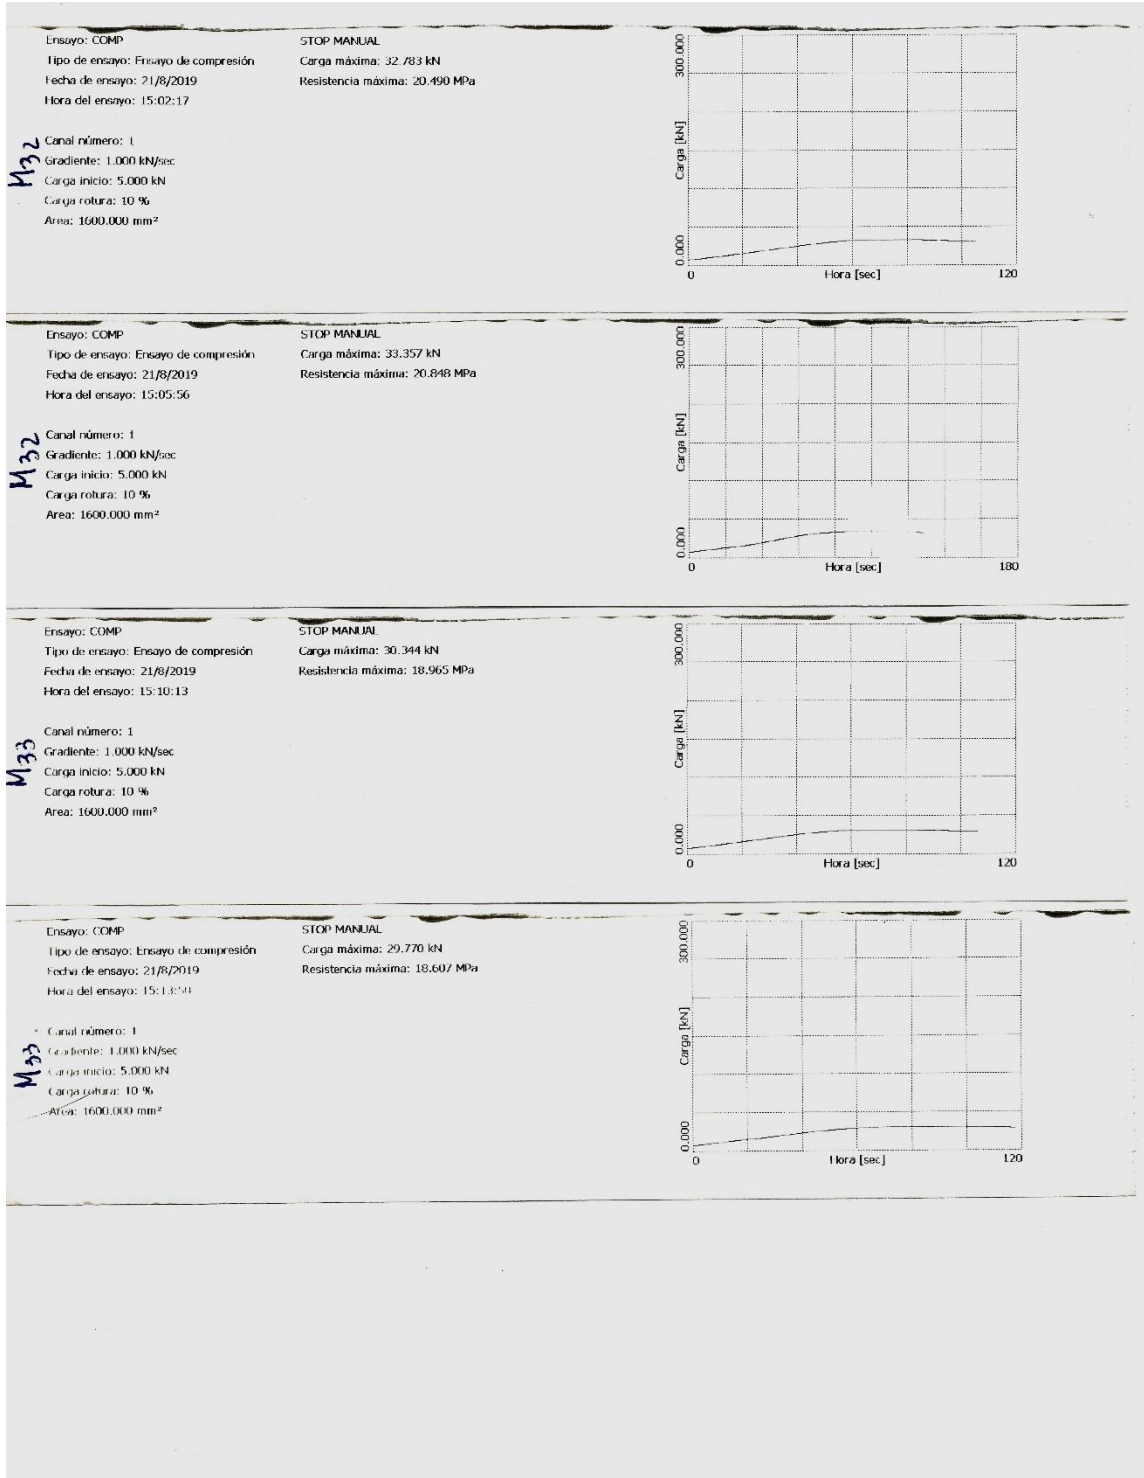 Ensayo: COMP
Tipo de ensayo: Ensayo de compresión
Fecha de ensayo: 21/8/2019
Hora del ensayo: 15:02:17
STOP MANUAL
Carga máxima: 32.783 kN
Resistencia máxima: 20.490 MPa
M32
Canal número: 1
Gradiente: 1.000 kN/sec
Carga inicio: 5.000 kN
Carga rotura: 10 %
Area: 1600.000 mm²
300.000
Carga [kN]
0.000
0 Hora [sec] 120
Ensayo: COMP
Tipo de ensayo: Ensayo de compresión
Fecha de ensayo: 21/8/2019
Hora del ensayo: 15:05:56
STOP MANUAL
Carga máxima: 33.357 kN
Resistencia máxima: 20.848 MPa
M32
Canal número: 1
Gradiente: 1.000 kN/sec
Carga inicio: 5.000 kN
Carga rotura: 10 %
Area: 1600.000 mm²
300.000
Carga [kN]
0.000
0 Hora [sec] 180
Ensayo: COMP
Tipo de ensayo: Ensayo de compresión
Fecha de ensayo: 21/8/2019
Hora del ensayo: 15:10:13
STOP MANUAL
Carga máxima: 30.344 kN
Resistencia máxima: 18.965 MPa
M33
Canal número: 1
Gradiente: 1.000 kN/sec
Carga inicio: 5.000 kN
Carga rotura: 10 %
Area: 1600.000 mm²
300.000
Carga [kN]
0.000
0 Hora [sec] 120
Ensayo: COMP
Tipo de ensayo: Ensayo de compresión
Fecha de ensayo: 21/8/2019
Hora del ensayo:
STOP MANUAL
Carga máxima: 29.770 kN
Resistencia máxima: 18.607 MPa
M33
Canal número: 1
Gradiente: 1.000 kN/sec
Carga inicio: 5.000 kN
Carga rotura: 10 %
Area: 1600.000 mm²
300.000
Carga [kN]
0.000
0 Hora [sec] 120